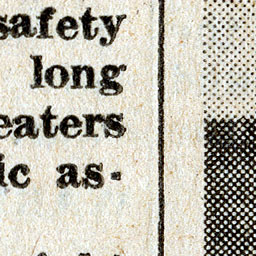 safety
long
eaters
ic as-